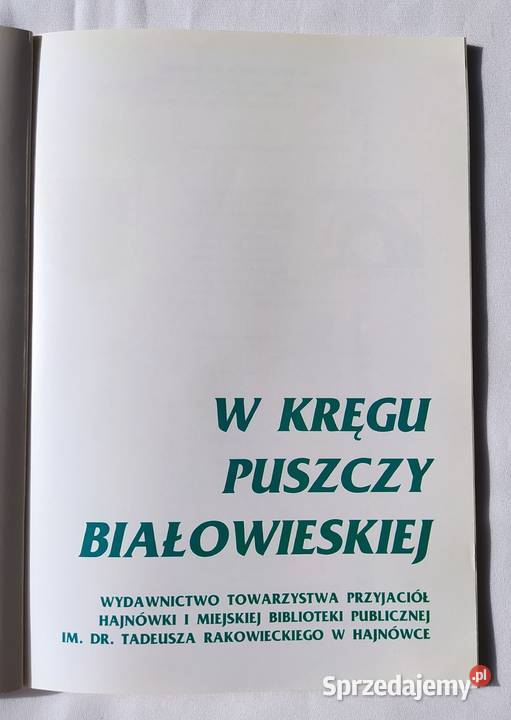 W KRĘGU
PUSZCZY
BIAŁOWIESKIEJ
WYDAWNICTWO TOWARZYSTWA PRZYJACIÓŁ
HAJNÓWKI I MIEJSKIEJ BIBLIOTEKI PUBLICZNEJ
IM. DR. TADEUSZA RAKOWIECKIEGO W HAJNÓWCE
Sprzedajemy.pl